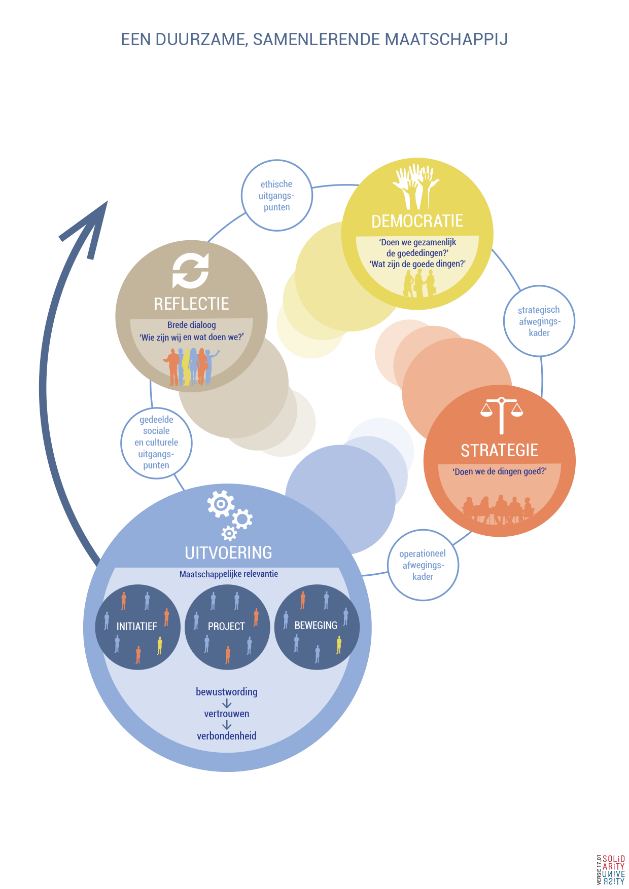 EEN DUURZAME, SAMENLERENDE MAATSCHAPPIJ
ethische
uitgangs-
punten
DEMOCRATIE
'Doen we gezamenlijk
de goededingen?'
'Wat zijn de goede dingen?'
REFLECTIE
Brede dialoog
'Wie zijn wij en wat doen we?'
strategisch
afwegings-
kader
gedeelde
sociale
en culturele
uitgangs-
punten
STRATEGIE
'Doen we de dingen goed?'
UITVOERING
Maatschappelijke relevantie
operationeel
afwegings-
kader
INITIATIEF
PROJECT
BEWEGING
bewustwording
vertrouwen
verbondenheid
SOLiD
ARiTY
UNiVE
RSiTY